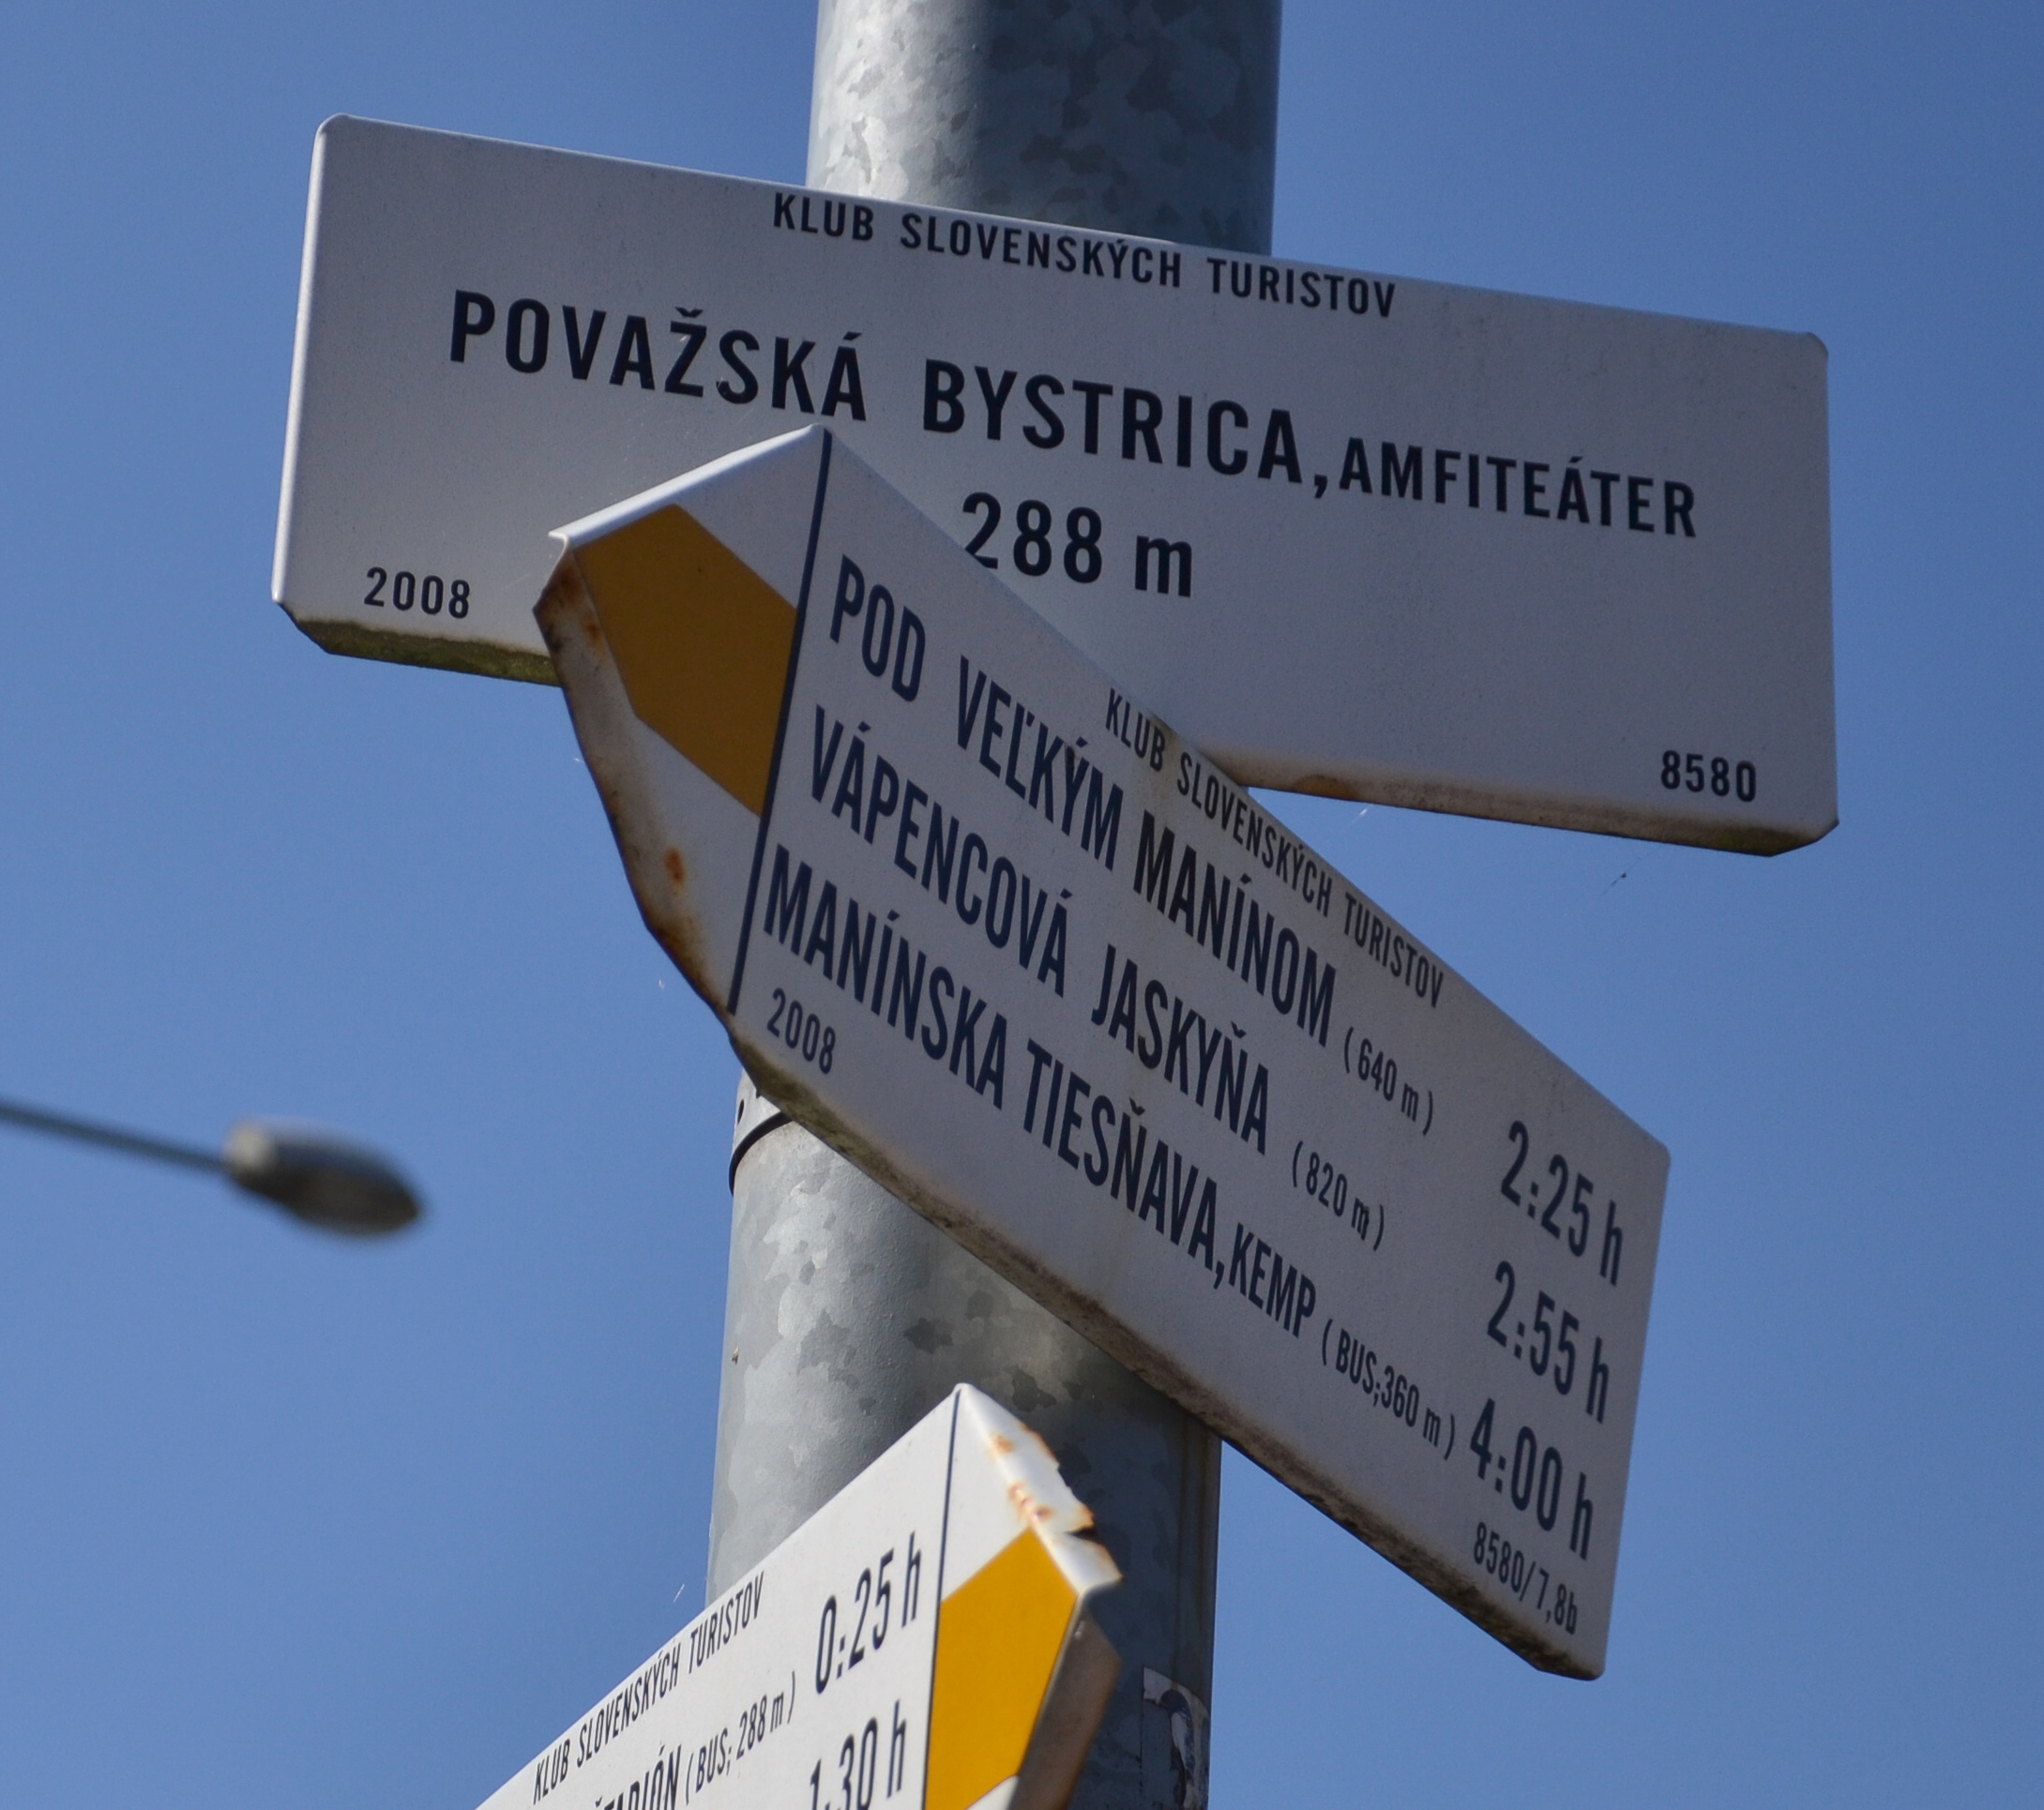 KLUB SLOVENSKÝCH TURISTOV
POVAŽSKÁ BYSTRICA, AMFITEÁTER
288 m
2008
8580
KLUB SLOVENSKÝCH TURISTOV
POD VEĽKÝM MANÍNOM (640 m) 2:25 h
VÁPENCOVÁ JASKYŇA (820 m) 2:55 h
MANÍNSKA TIESŇAVA, KEMP (BUS;360 m) 4:00 h
2008
8580/7,8b
KLUB SLOVENSKÝCH TURISTOV
(BUS; 288 m) 0:25 h
1:30 h